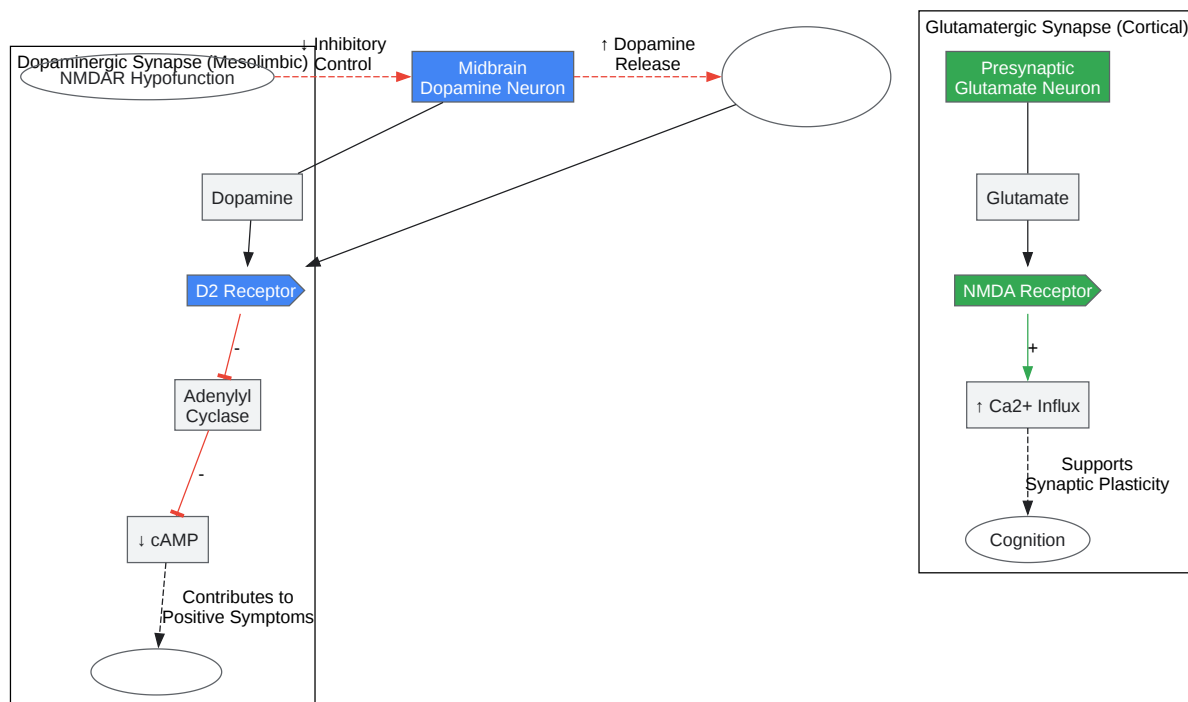 Dopaminergic Synapse (Mesolimbic)
NMDAR Hypofunction
↓ Inhibitory
Control
Midbrain
Dopamine Neuron
↑ Dopamine
Release
Dopamine
D2 Receptor
-
Adenylyl
Cyclase
-
↓ cAMP
Contributes to
Positive Symptoms
Glutamatergic Synapse (Cortical)
Presynaptic
Glutamate Neuron
Glutamate
NMDA Receptor
+
↑ Ca2+ Influx
Supports
Synaptic Plasticity
Cognition